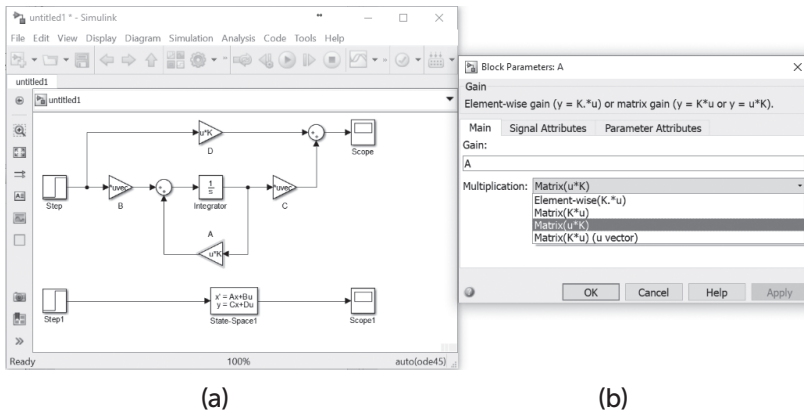 untitled1 * - Simulink
File Edit View Display Diagram Simulation Analysis Code Tools Help
untitled1
untitled1
u*K
D
Scope
Step
*uvec
B
1
s
Integrator
*uvec
C
A
u*K
Step1
x' = Ax+Bu
y = Cx+Du
State-Space1
Scope1
Ready 100% auto(ode45)
(a)
Block Parameters: A
Gain
Element-wise gain (y = K.*u) or matrix gain (y = K*u or y = u*K).
Main Signal Attributes Parameter Attributes
Gain:
A
Multiplication: Matrix(u*K)
Element-wise(K.*u)
Matrix(K*u)
Matrix(u*K)
Matrix(K*u) (u vector)
OK Cancel Help Apply
(b)